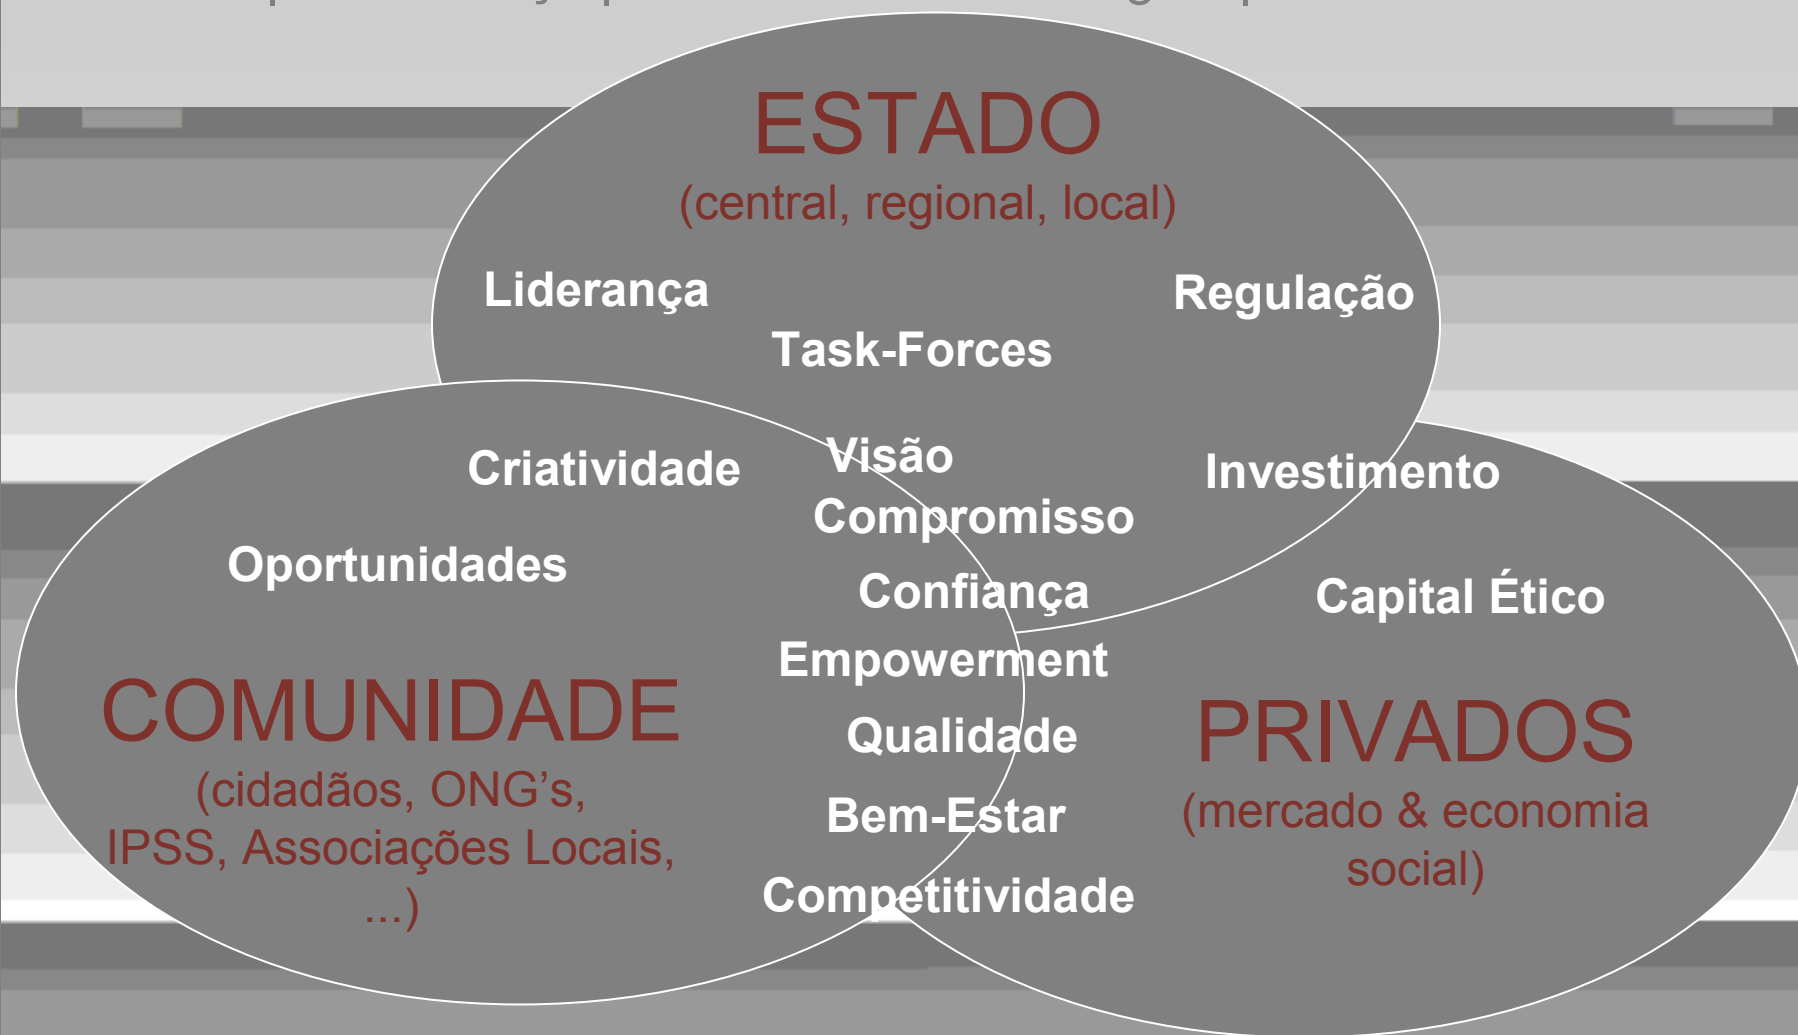 ESTADO
(central, regional, local)
Liderança
Regulação
Task-Forces
Criatividade
Visão
Investimento
Compromisso
Oportunidades
Confiança
Capital Ético
Empowerment
COMUNIDADE
(cidadãos, ONG’s,
IPSS, Associações Locais,
...)
Qualidade
PRIVADOS
(mercado & economia
social)
Bem-Estar
Competitividade